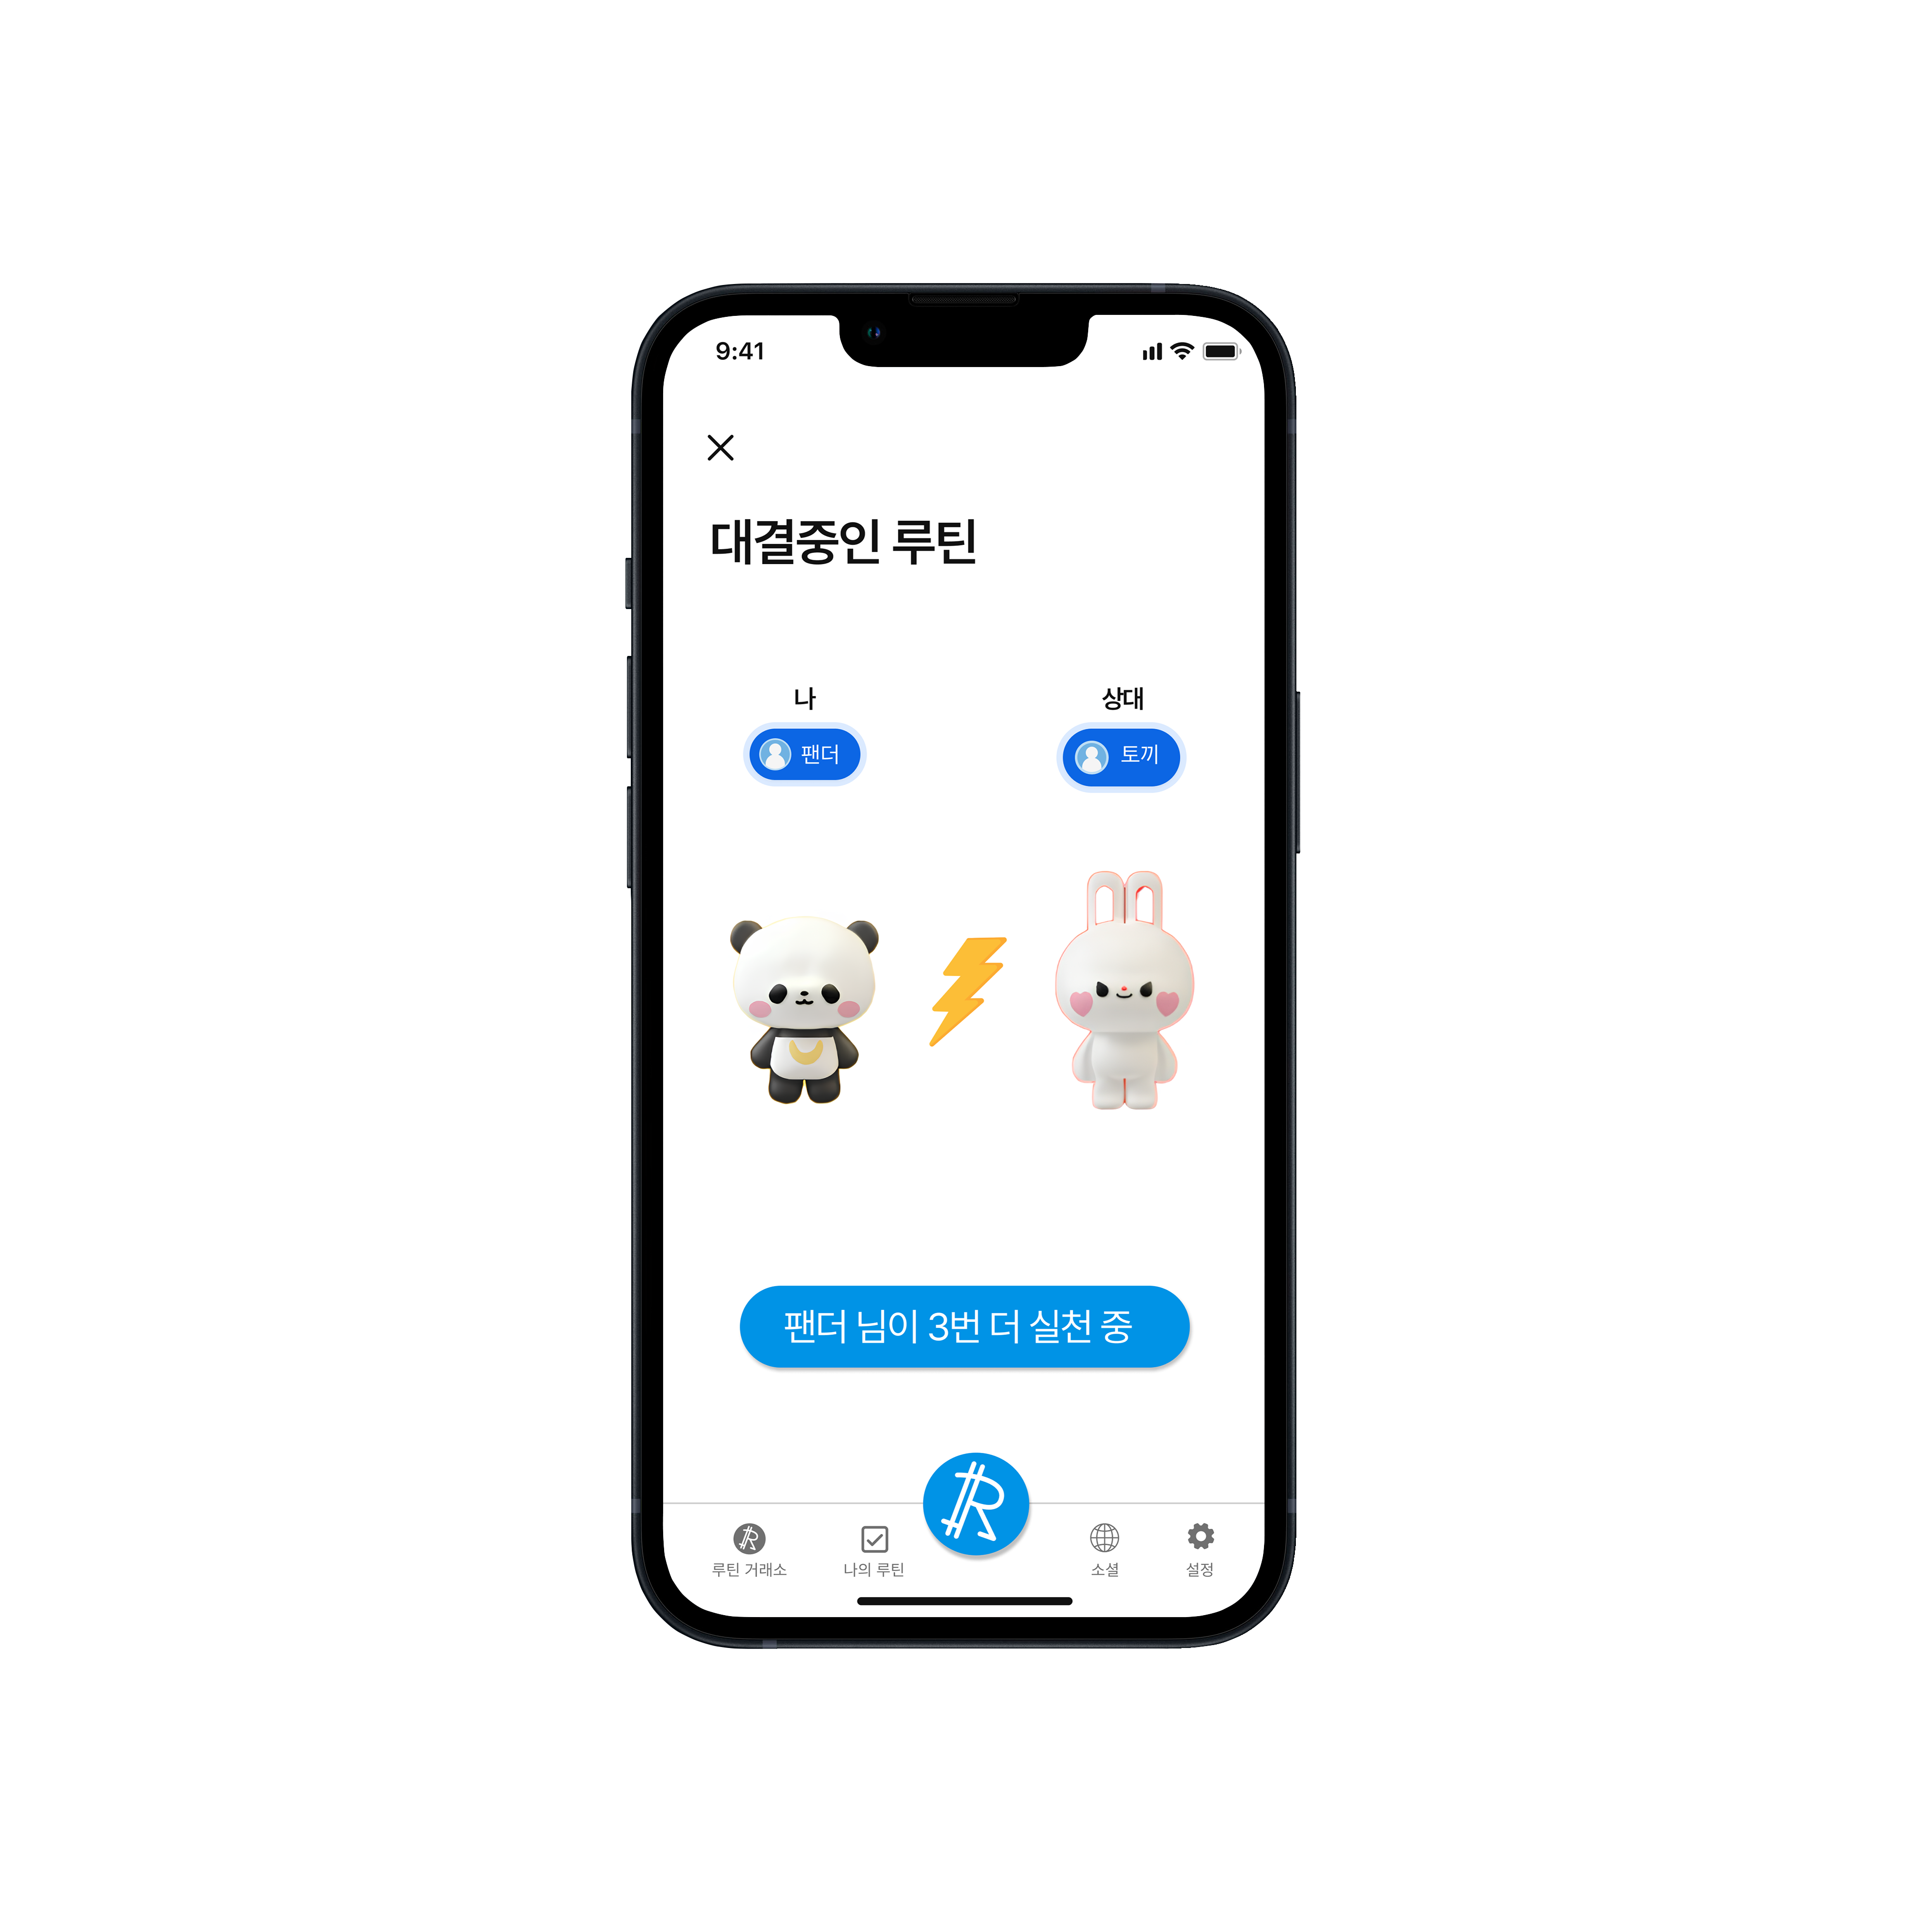 9:41
대결중인 루틴
나
상대
팬더
토끼
팬더 님이 3번 더 실천 중
루틴 거래소
나의 루틴
소셜
설정